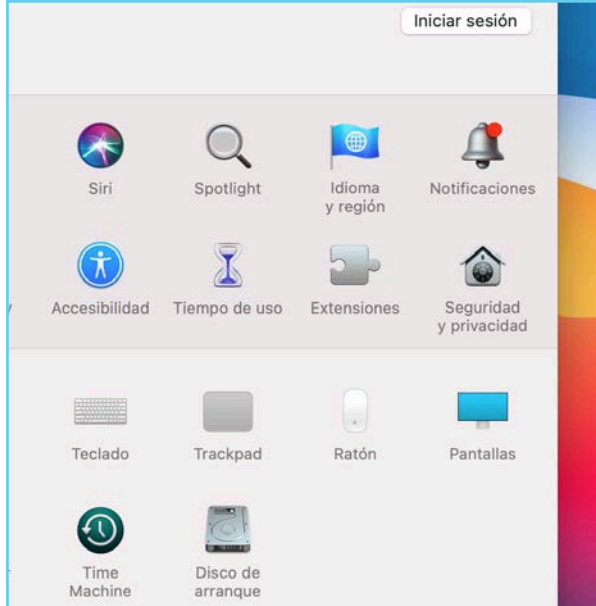 Iniciar sesión
Siri
Spotlight
Idioma
y región
Notificaciones
Accesibilidad
Tiempo de uso
Extensiones
Seguridad
y privacidad
Teclado
Trackpad
Ratón
Pantallas
Time
Machine
Disco de
arranque